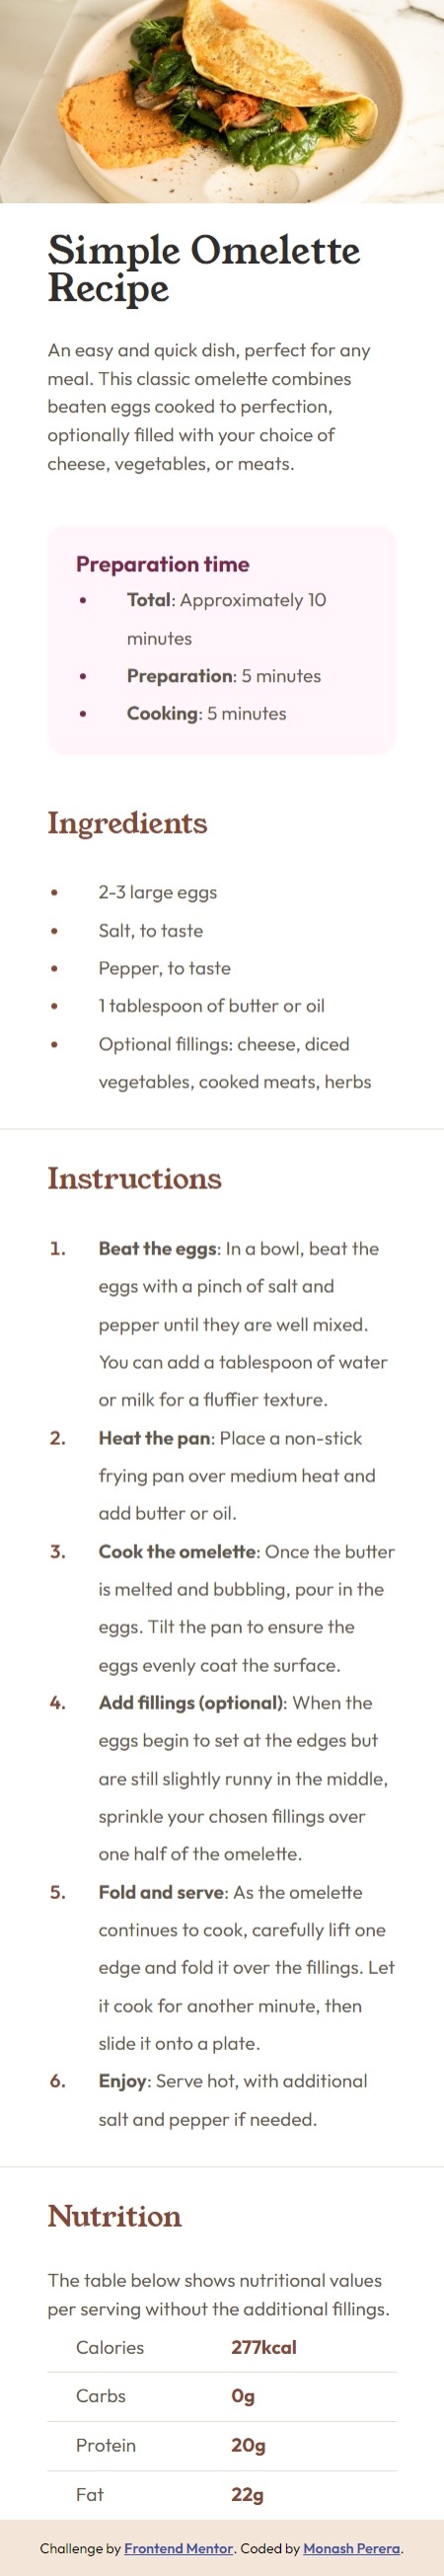 Simple Omelette
Recipe
An easy and quick dish, perfect for any
meal. This classic omelette combines
beaten eggs cooked to perfection,
optionally filled with your choice of
cheese, vegetables, or meats.
Preparation time
• Total: Approximately 10
minutes
• Preparation: 5 minutes
• Cooking: 5 minutes
Ingredients
• 2-3 large eggs
• Salt, to taste
• Pepper, to taste
• 1 tablespoon of butter or oil
• Optional fillings: cheese, diced
vegetables, cooked meats, herbs
Instructions
1. Beat the eggs: In a bowl, beat the
eggs with a pinch of salt and
pepper until they are well mixed.
You can add a tablespoon of water
or milk for a fluffier texture.
2. Heat the pan: Place a non-stick
frying pan over medium heat and
add butter or oil.
3. Cook the omelette: Once the butter
is melted and bubbling, pour in the
eggs. Tilt the pan to ensure the
eggs evenly coat the surface.
4. Add fillings (optional): When the
eggs begin to set at the edges but
are still slightly runny in the middle,
sprinkle your chosen fillings over
one half of the omelette.
5. Fold and serve: As the omelette
continues to cook, carefully lift one
edge and fold it over the fillings. Let
it cook for another minute, then
slide it onto a plate.
6. Enjoy: Serve hot, with additional
salt and pepper if needed.
Nutrition
The table below shows nutritional values
per serving without the additional fillings.
Calories 277kcal
Carbs 0g
Protein 20g
Fat 22g
Challenge by Frontend Mentor. Coded by Monash Perera.